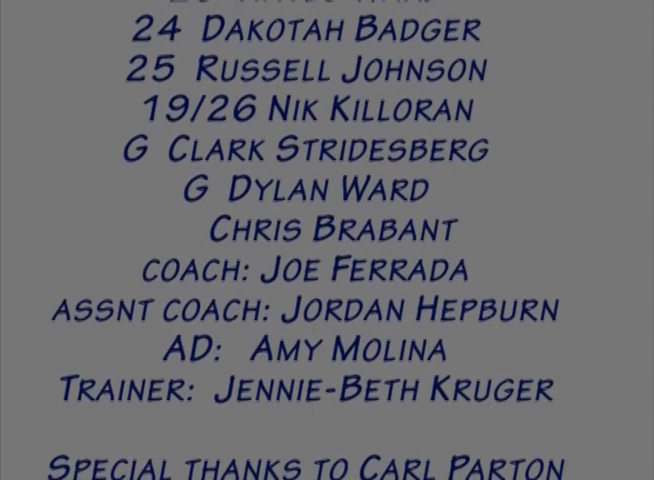 24 DAKOTAH BADGER
25 RUSSELL JOHNSON
19/26 NIK KILLORAN
G CLARK STRIDESBERG
G DYLAN WARD
CHRIS BRABANT
COACH: JOE FERRADA
ASSNT COACH: JORDAN HEPBURN
AD: AMY MOLINA
TRAINER: JENNIE-BETH KRUGER
SPECIAL THANKS TO CARL PARTON